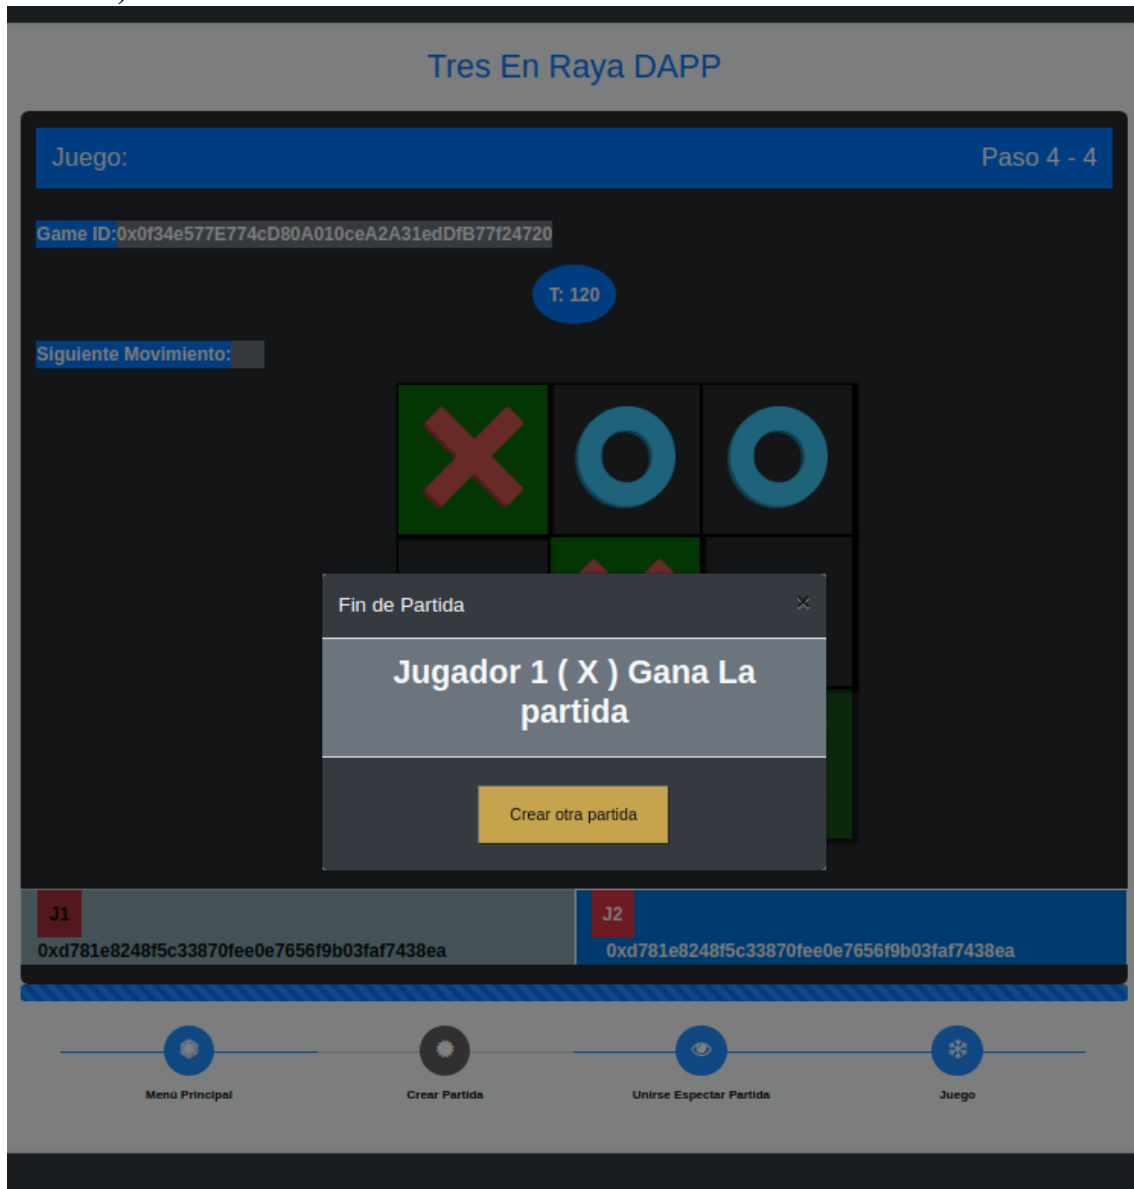 Tres En Raya DAPP
Juego: Paso 4 - 4
Game ID:0x0f34e577E774cD80A010ceA2A31edDfB77f24720
T: 120
Siguiente Movimiento:
Fin de Partida ×
Jugador 1 ( X ) Gana La
partida
Crear otra partida
J1 J2
0xd781e8248f5c33870fee0e7656f9b03faf7438ea 0xd781e8248f5c33870fee0e7656f9b03faf7438ea
Menú Principal Crear Partida Unirse Espectar Partida Juego